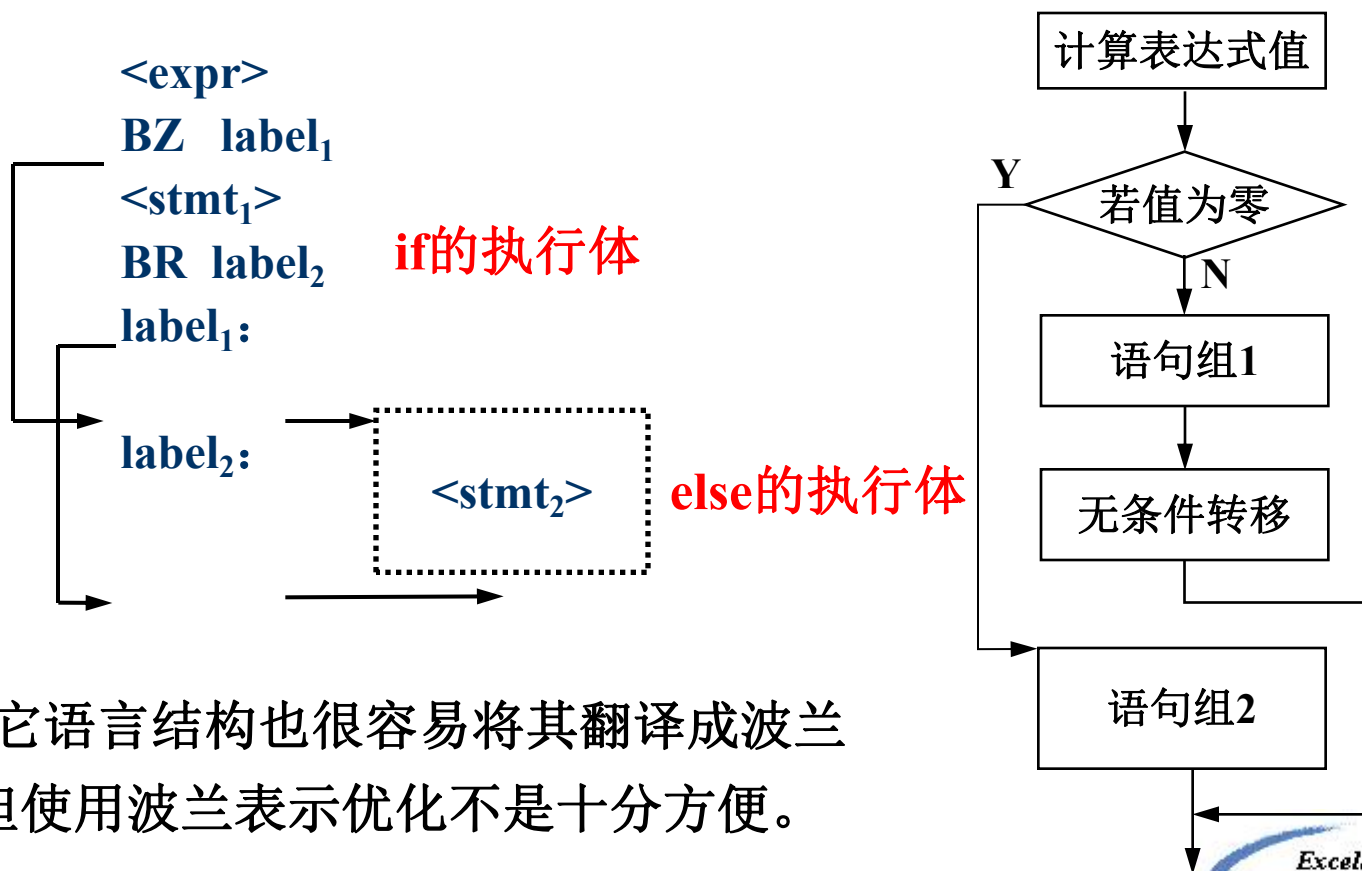 <expr>
BZ label₁
<stmt₁>
BR label₂
label₁：
label₂：
<stmt₂>
if的执行体
else的执行体
计算表达式值
若值为零
Y
N
语句组1
无条件转移
语句组2
它语言结构也很容易将其翻译成波兰
但使用波兰表示优化不是十分方便。